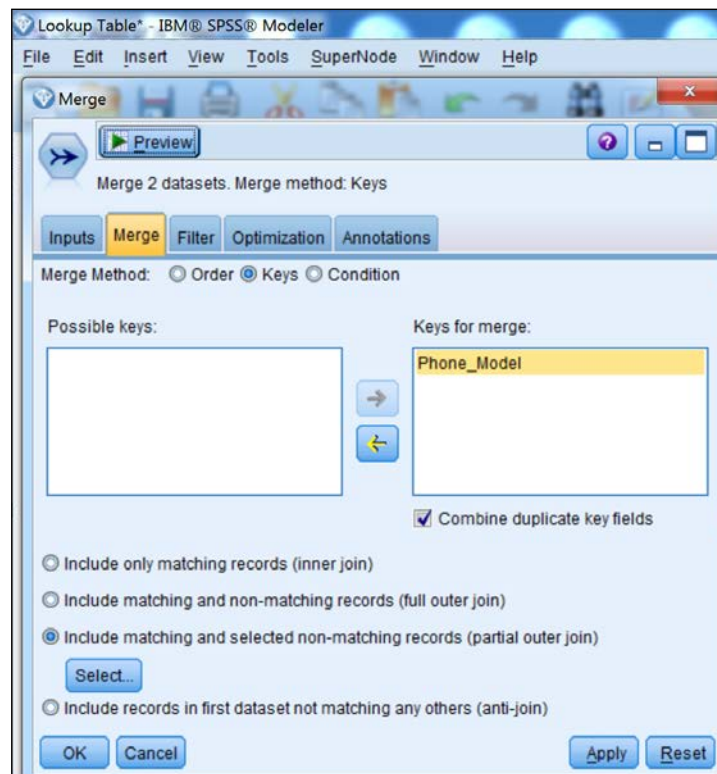 Lookup Table* - IBM® SPSS® Modeler
File Edit Insert View Tools SuperNode Window Help
Merge
Preview
Merge 2 datasets. Merge method: Keys
Inputs Merge Filter Optimization Annotations
Merge Method: Order Keys Condition
Possible keys: Keys for merge:
Phone_Model
Combine duplicate key fields
Include only matching records (inner join)
Include matching and non-matching records (full outer join)
Include matching and selected non-matching records (partial outer join)
Select...
Include records in first dataset not matching any others (anti-join)
OK Cancel Apply Reset